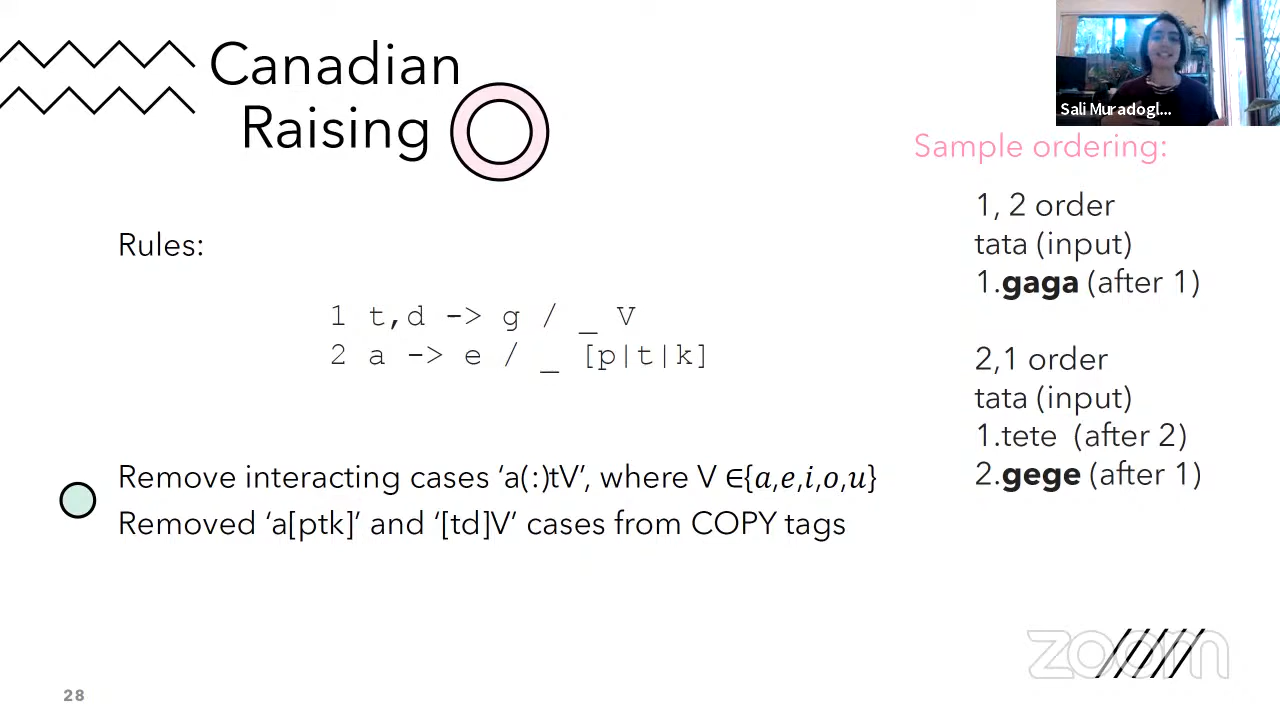 Canadian
Raising
Sali Muradogl...
Sample ordering:
1, 2 order
tata (input)
1.gaga (after 1)
2,1 order
tata (input)
1.tete (after 2)
2.gege (after 1)
Rules:
1 t,d -> g / _ V
2 a -> e / _ [p|t|k]
Remove interacting cases ‘a(:)tV’, where V ∈{a,e,i,o,u}
Removed ‘a[ptk]’ and ‘[td]V’ cases from COPY tags
zoom
28